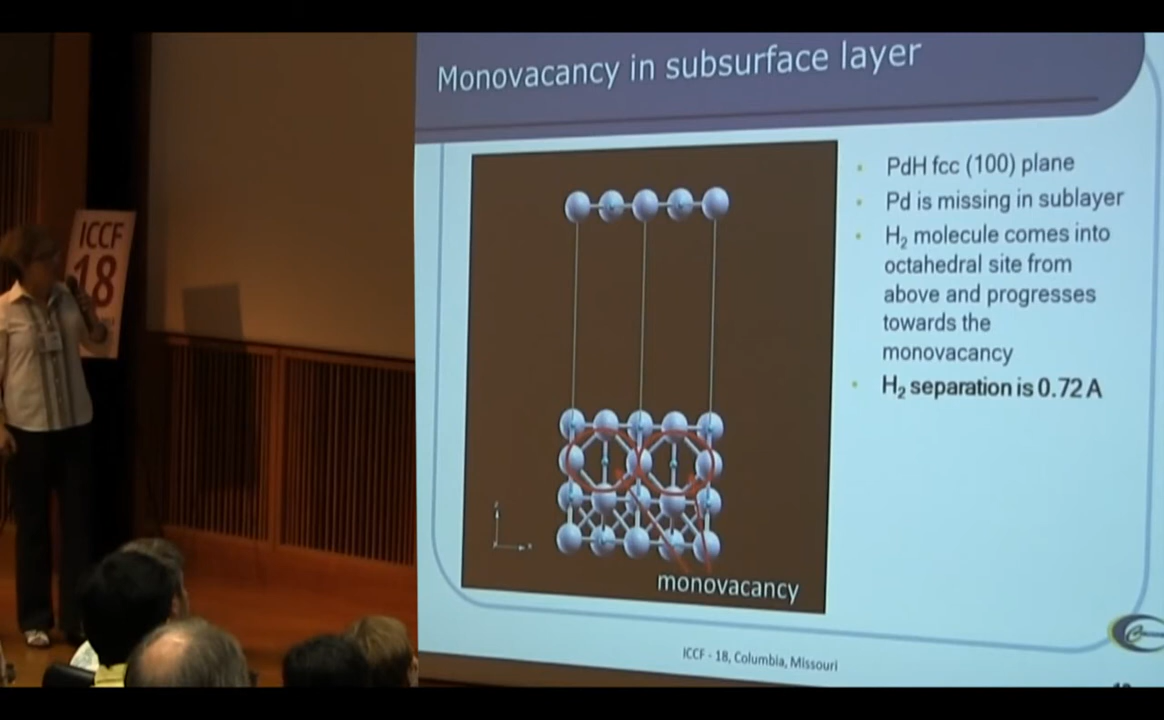 Monovacancy in subsurface layer
ICCF
18
PdH fcc (100) plane
Pd is missing in sublayer
H₂ molecule comes into
octahedral site from
above and progresses
towards the
monovacancy
H₂ separation is 0.72 A
monovacancy
ICCF - 18, Columbia, Missouri